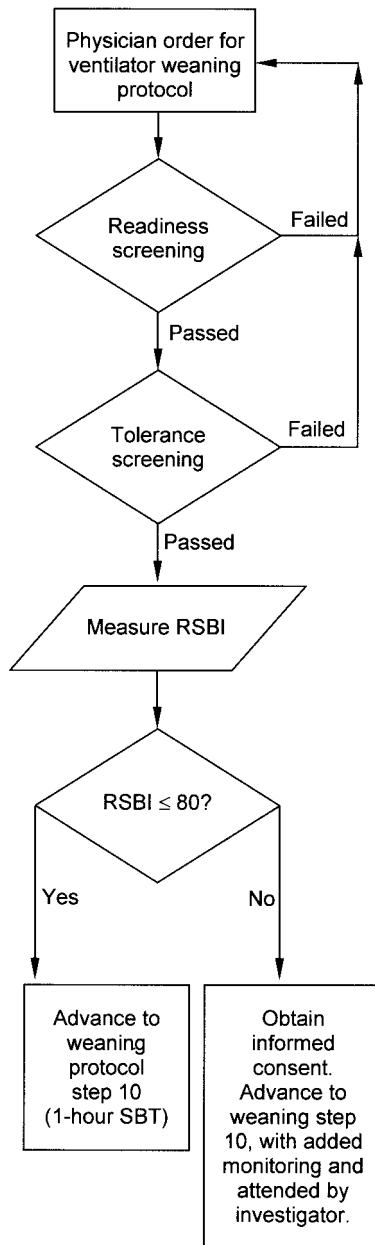 Physician order for
ventilator weaning
protocol
Readiness
screening
Failed
Passed
Tolerance
screening
Failed
Passed
Measure RSBI
RSBI ≤ 80?
Yes
No
Advance to
weaning
protocol
step 10
(1-hour SBT)
Obtain
informed
consent.
Advance to
weaning step
10, with added
monitoring and
attended by
investigator.